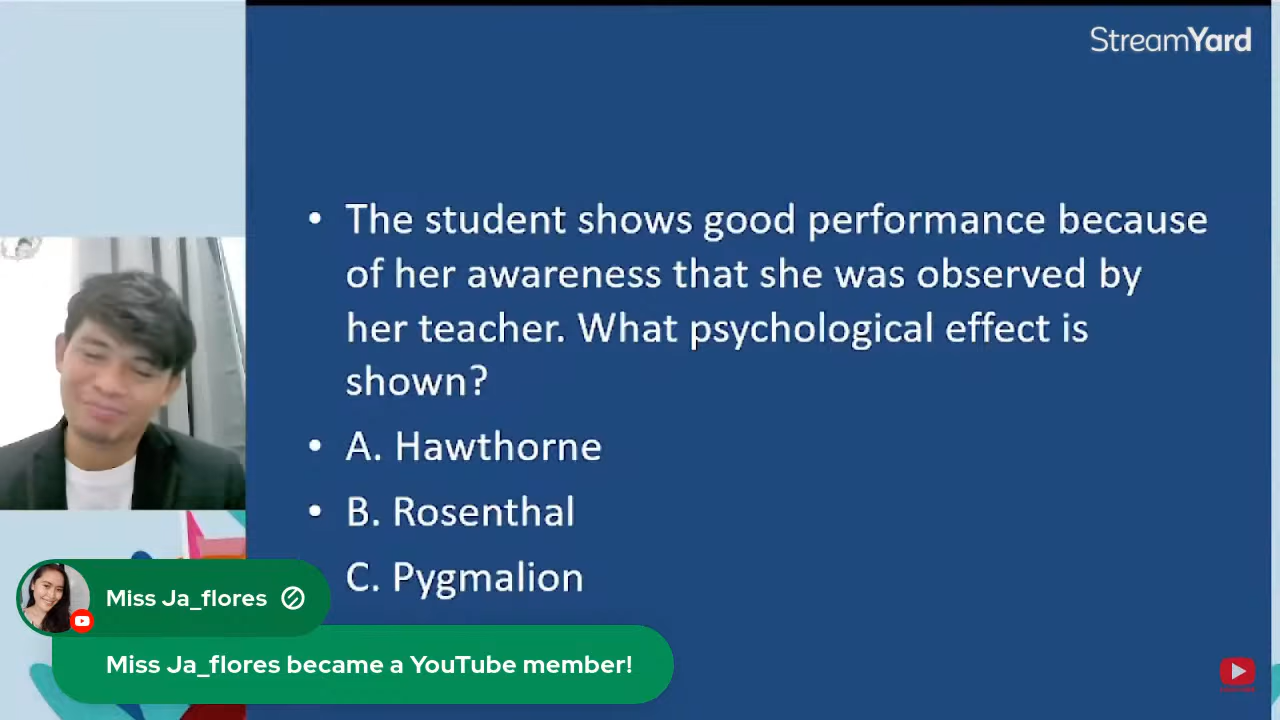 StreamYard
• The student shows good performance because
of her awareness that she was observed by
her teacher. What psychological effect is
shown?
• A. Hawthorne
• B. Rosenthal
C. Pygmalion
Miss Ja_flores
Miss Ja_flores became a YouTube member!